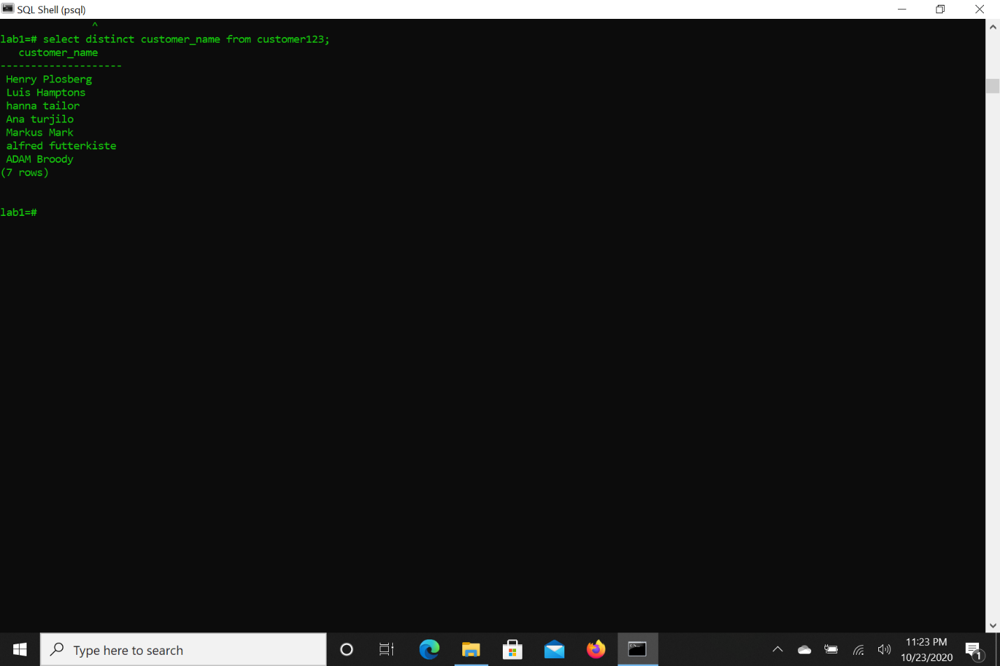 SQL Shell (psql)
^
lab1=# select distinct customer_name from customer123;
customer_name
--------------------
Henry Plosberg
Luis Hamptons
hanna tailor
Ana turjilo
Markus Mark
alfred futterkiste
ADAM Broody
(7 rows)
lab1=#
Type here to search
11:23 PM
10/23/2020
1